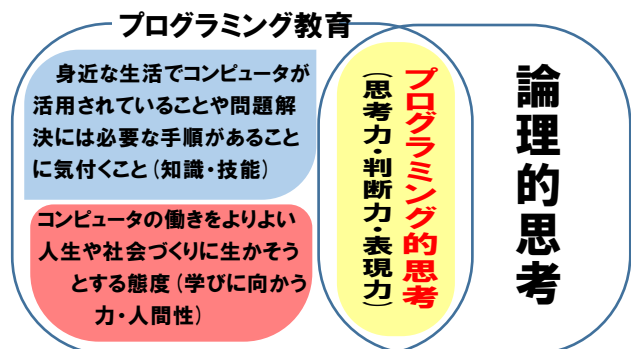 プログラミング教育
身近な生活でコンピュータが
活用されていることや問題解
決には必要な手順があること
に気付くこと(知識・技能)
コンピュータの働きをよりよい
人生や社会づくりに生かそう
とする態度(学びに向かう
力・人間性)
プログラミング的思考
(思考力・判断力・表現力)
論理的思考